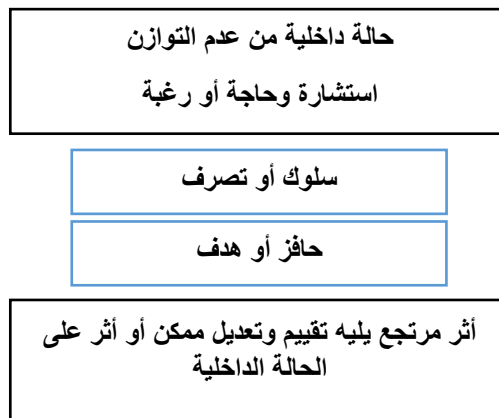 حالة داخلية من عدم التوازن
استشارة وحاجة أو رغبة
سلوك أو تصرف
حافز أو هدف
أثر مرتجع يليه تقييم وتعديل ممكن أو أثر على
الحالة الداخلية